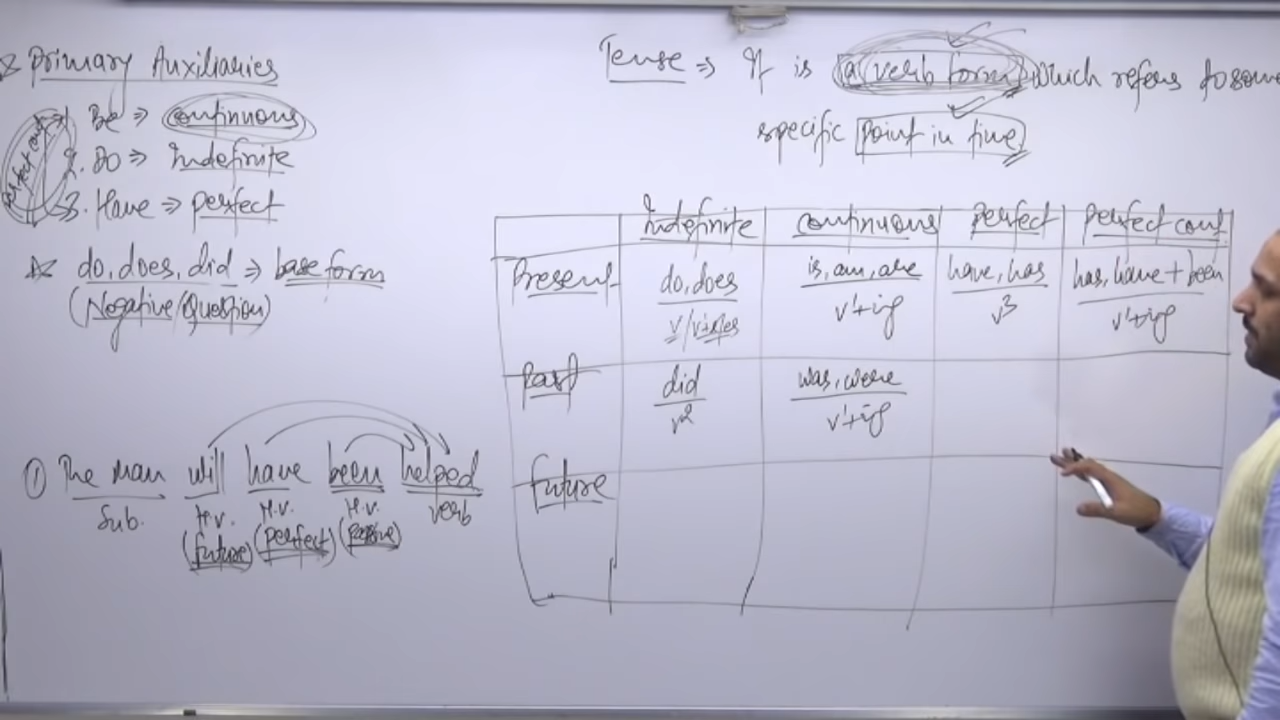 ☆ Primary Auxiliaries
1. Be ⇒ continuous
2. Do ⇒ Indefinite
3. Have ⇒ perfect
perfect cont
☆ do, does, did ⇒ base form
(Negative/Question)
① The man will have been helped
Sub. H.V. H.V. H.V. verb
(future) (perfect) (passive)
Tense ⇒ It is a (verb form) which refers to some
specific point in time
Indefinite continuous perfect perfect cont.
Present do, does is, am, are have, has has, have + been
v¹+ing v³ v¹+ing
Past did was, were
v² v¹+ing
future